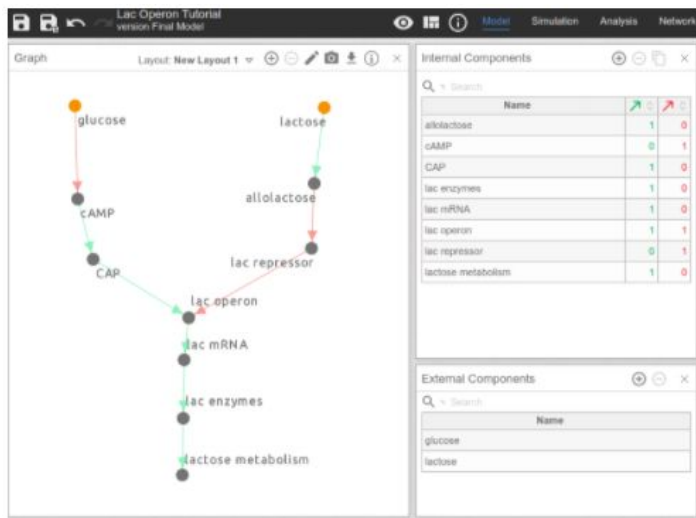 Lac Operon Tutorial
version Final Model
Model Simulation Analysis Network
Graph
Layout: New Layout 1
glucose
lactose
cAMP
allolactose
CAP
lac repressor
lac operon
lac mRNA
lac enzymes
lactose metabolism
Internal Components
Search
Name
allolactose 1 0
cAMP 0 1
CAP 1 0
lac enzymes 1 0
lac mRNA 1 0
lac operon 1 1
lac repressor 0 1
lactose metabolism 1 0
External Components
Search
Name
glucose
lactose